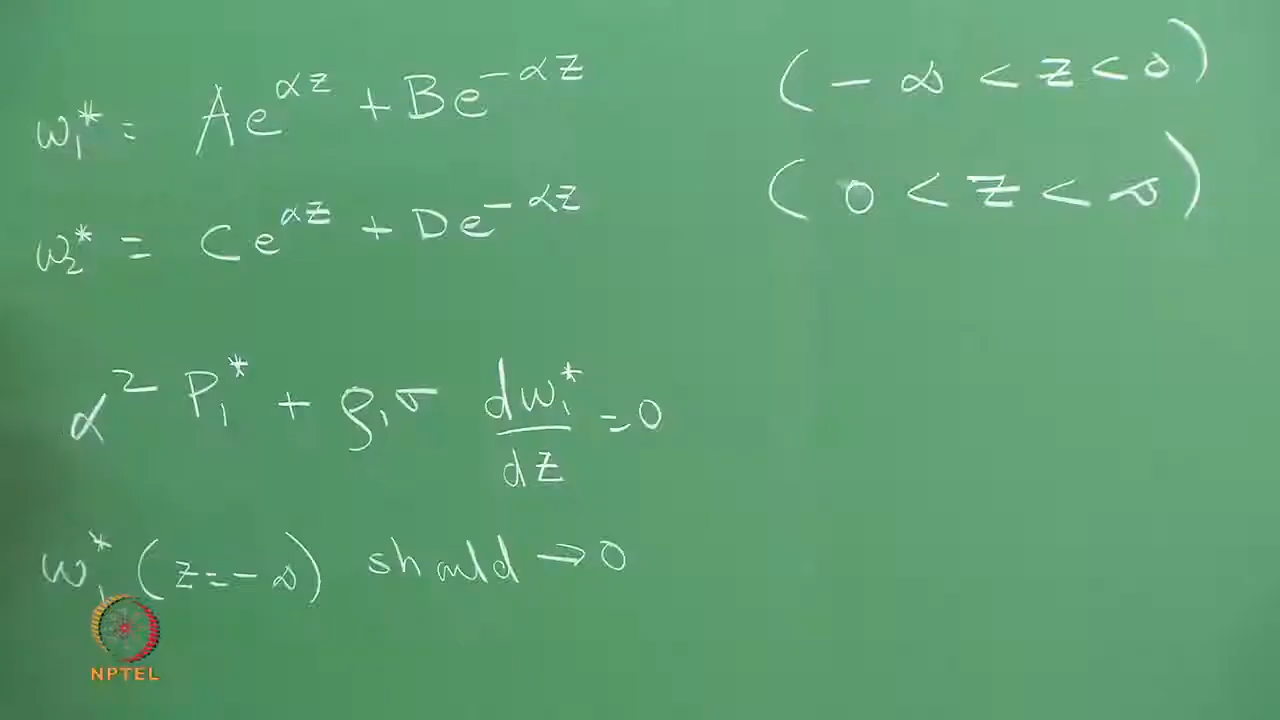 w₁* = Ae^{αz} + Be^{-αz} (-∞ < z < 0)
w₂* = Ce^{αz} + De^{-αz} (0 < z < ∞)
α² P₁* + ρ₁σ dw₁*/dz = 0
w₁* (z = -∞) should → 0
NPTEL